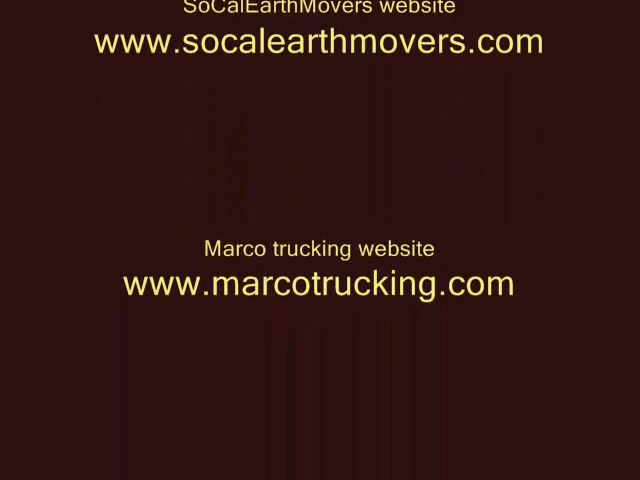 SoCalEarthMovers website
www.socalearthmovers.com
Marco trucking website
www.marcotrucking.com